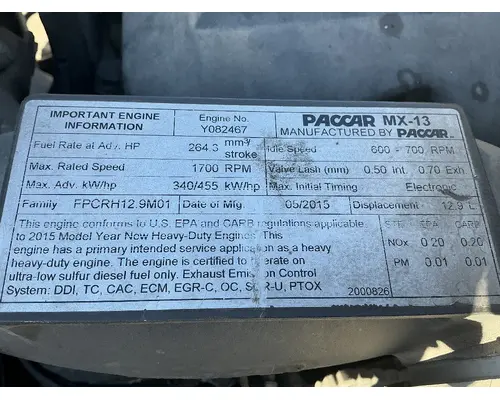 IMPORTANT ENGINE INFORMATION
Engine No. Y082467
PACCAR MX-13
MANUFACTURED BY PACCAR
Fuel Rate at Adv. HP 264.3 mm³/stroke
Idle Speed 600 - 700 RPM
Max. Rated Speed 1700 RPM
Valve Lash (mm) 0.50 Int. 0.70 Exh
Max. Adv. kW/hp 340/455 kW/hp
Max. Initial Timing Electronic
Family FPCRH12.9M01
Date of Mfg. 05/2015
Displacement 12.9 L
This engine conforms to U.S. EPA and CARB regulations applicable
to 2015 Model Year New Heavy-Duty Engines. This
engine has a primary intended service application as a heavy
heavy-duty engine. The engine is certified to operate on
ultra-low sulfur diesel fuel only. Exhaust Emission Control
System: DDI, TC, CAC, ECM, EGR-C, OC, SCR-U, PTOX
EPA CARB
NOx 0.20 0.20
PM 0.01 0.01
2000826